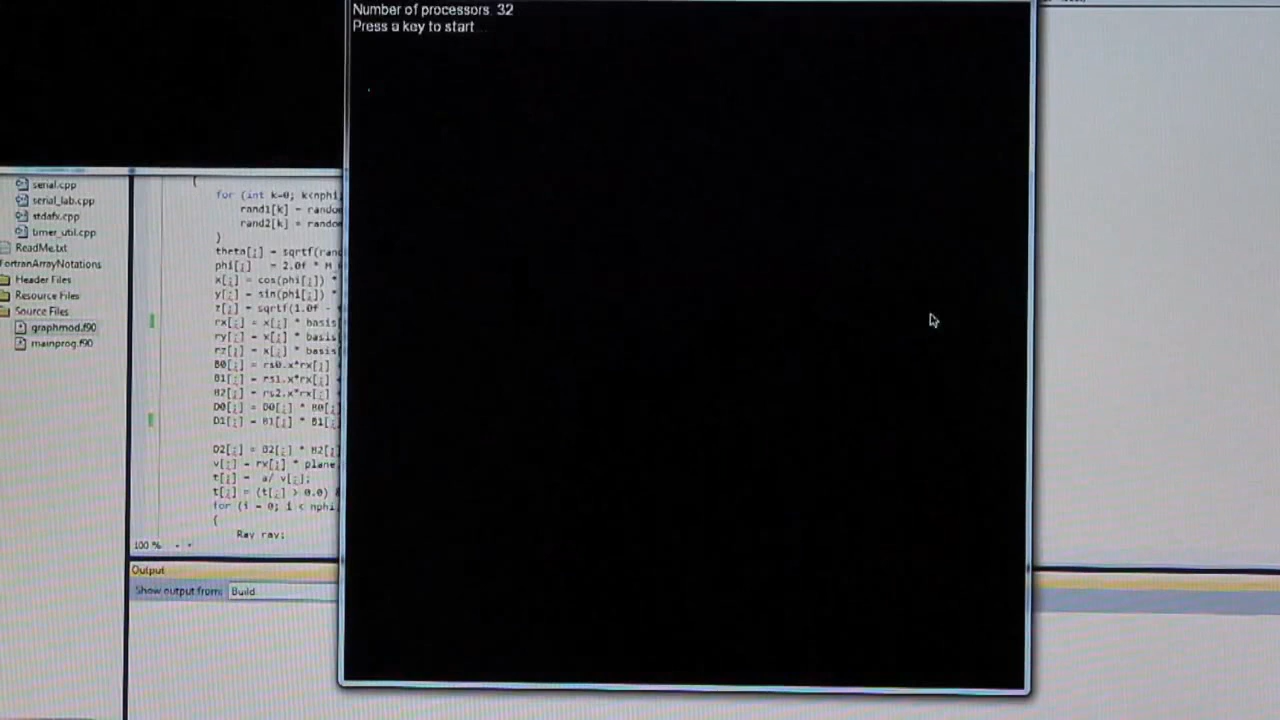 Number of processors: 32
Press a key to start
serial.cpp
serial_lab.cpp
stdafx.cpp
timer_util.cpp
ReadMe.txt
FortranArrayNotations
Header Files
Resource Files
Source Files
graphmod.f90
mainprog.f90
{
for (int k=0; k<nphi;
rand1[k] = random
rand2[k] = random
}
theta[:] = sqrtf(rand
phi[:] = 2.0f * M_
x[:] = cos(phi[:]) *
y[:] = sin(phi[:]) *
z[:] = sqrtf(1.0f -
rx[:] = x[:] * basis
ry[:] = x[:] * basis
rz[:] = x[:] * basis
B0[:] = rs0.x*rx[:]
B1[:] = rs1.x*rx[:]
B2[:] = rs2.x*rx[:]
D0[:] = D0[:] * B0[:]
D1[:] = B1[:] * B1[:]
D2[:] = B2[:] * B2[:]
v[:] = rx[:] * plane
t[:] = a/ v[:];
t[:] = (t[:] > 0.0) &
for (i = 0; i < nphi;
{
Ray ray;
100 %
Output
Show output from: Build